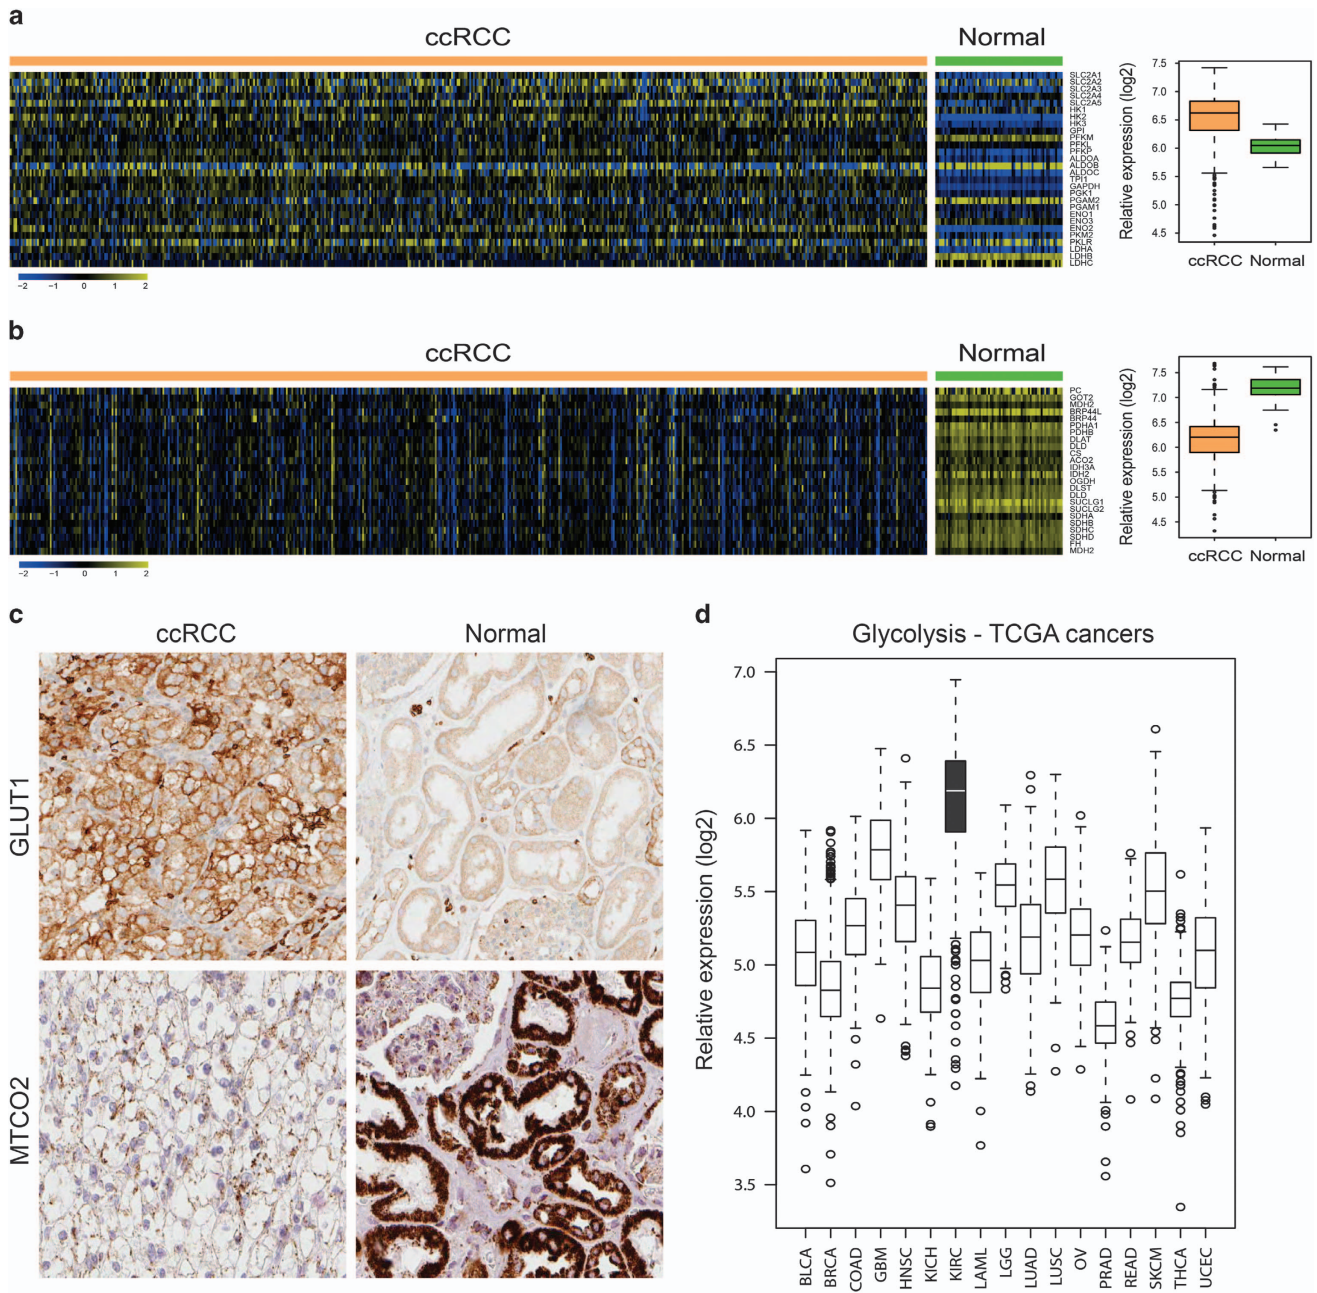 a
ccRCC
Normal
SLC2A1
SLC2A2
SLC2A3
SLC2A4
SLC2A5
HK1
HK2
HK3
GPI
PFKM
PFKL
PFKP
ALDOA
ALDOB
ALDOC
TPI1
GAPDH
PGK1
PGAM2
PGAM1
ENO1
ENO3
ENO2
PKM2
PKLR
LDHA
LDHB
LDHC
−2 −1 0 1 2
Relative expression (log2)
7.5
7.0
6.5
6.0
5.5
5.0
4.5
ccRCC Normal
b
ccRCC
Normal
PC
GOT2
MDH2
BRP44L
BRP44
PDHA1
PDHB
DLAT
DLD
CS
ACO2
IDH3A
IDH2
OGDH
DLST
DLD
SUCLG1
SUCLG2
SDHA
SDHB
SDHC
SDHD
FH
MDH2
−2 −1 0 1 2
Relative expression (log2)
7.5
7.0
6.5
6.0
5.5
5.0
4.5
ccRCC Normal
c
ccRCC
Normal
GLUT1
MTCO2
d
Glycolysis - TCGA cancers
Relative expression (log2)
7.0
6.5
6.0
5.5
5.0
4.5
4.0
3.5
BLCA
BRCA
COAD
GBM
HNSC
KICH
KIRC
LAML
LGG
LUAD
LUSC
OV
PRAD
READ
SKCM
THCA
UCEC